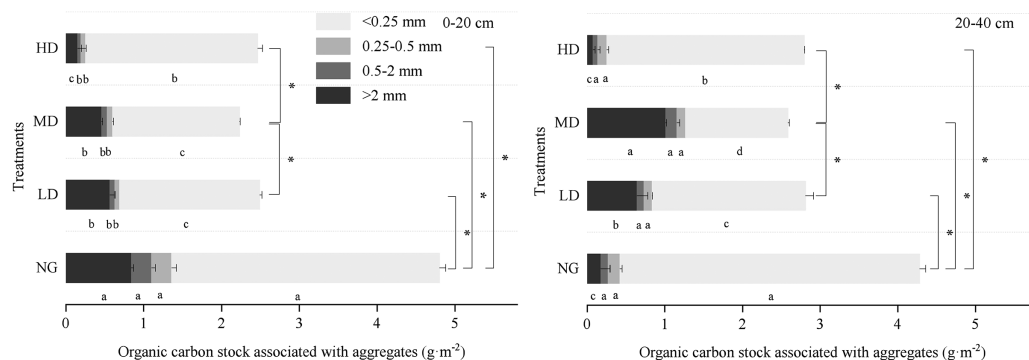 <0.25 mm
0-20 cm
0.25-0.5 mm
0.5-2 mm
>2 mm
HD
c b b b
*
MD
b b b c
*
*
LD
b b b c
*
*
NG
a a a a
Treatments
0 1 2 3 4 5
Organic carbon stock associated with aggregates (g·m-2)
20-40 cm
HD
c a a b
*
MD
a a a d
*
*
LD
b a a c
*
*
NG
c a a a
Treatments
0 1 2 3 4 5
Organic carbon stock associated with aggregates (g·m-2)